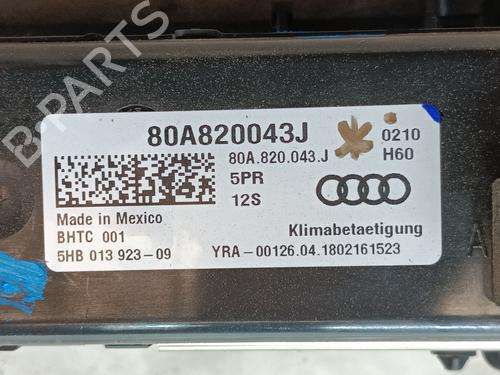 80A820043J
0210
80A.820.043.J
H60
5PR
12S
Made in Mexico
BHTC 001
Klimabetaetigung
5HB 013 923-09
YRA-00126.04.1802161523
A
B-PARTS